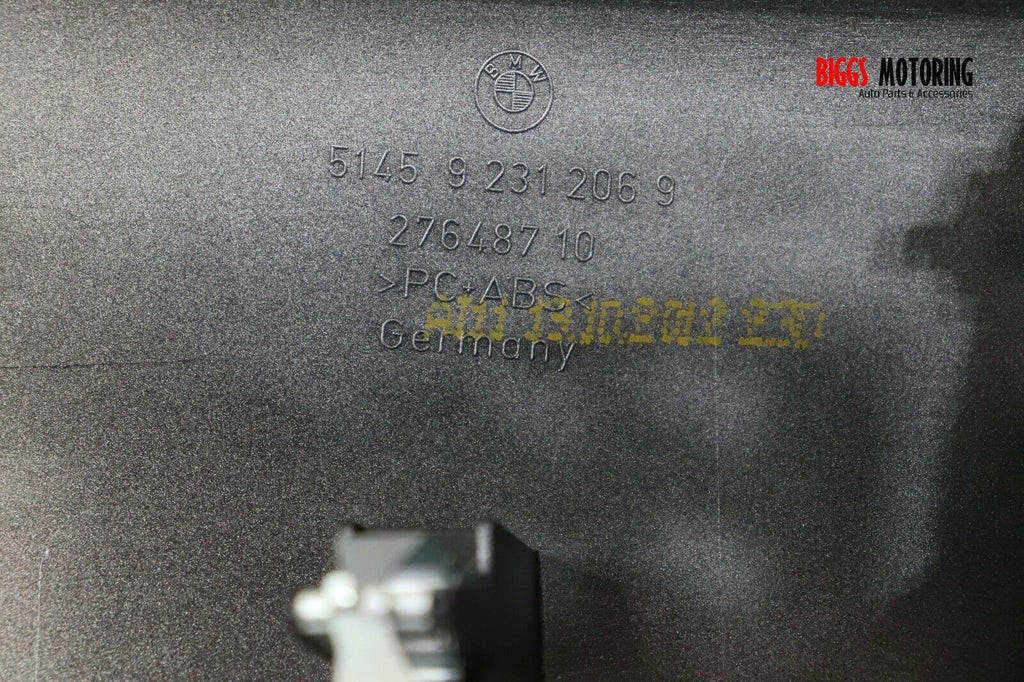 BMW
BIGGS MOTORING
Auto Parts & Accessories
5145 9 231 206 9
276487 10
>PC+ABS<
Germany